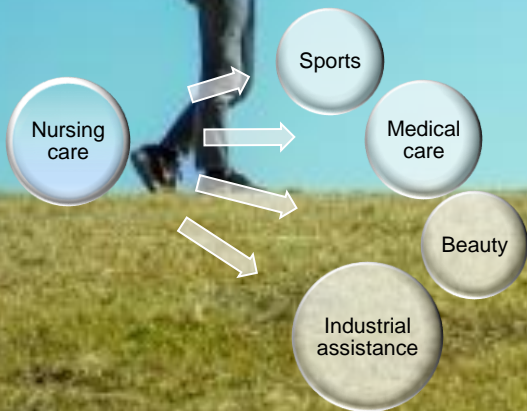 Sports
Nursing
care
Medical
care
Beauty
Industrial
assistance